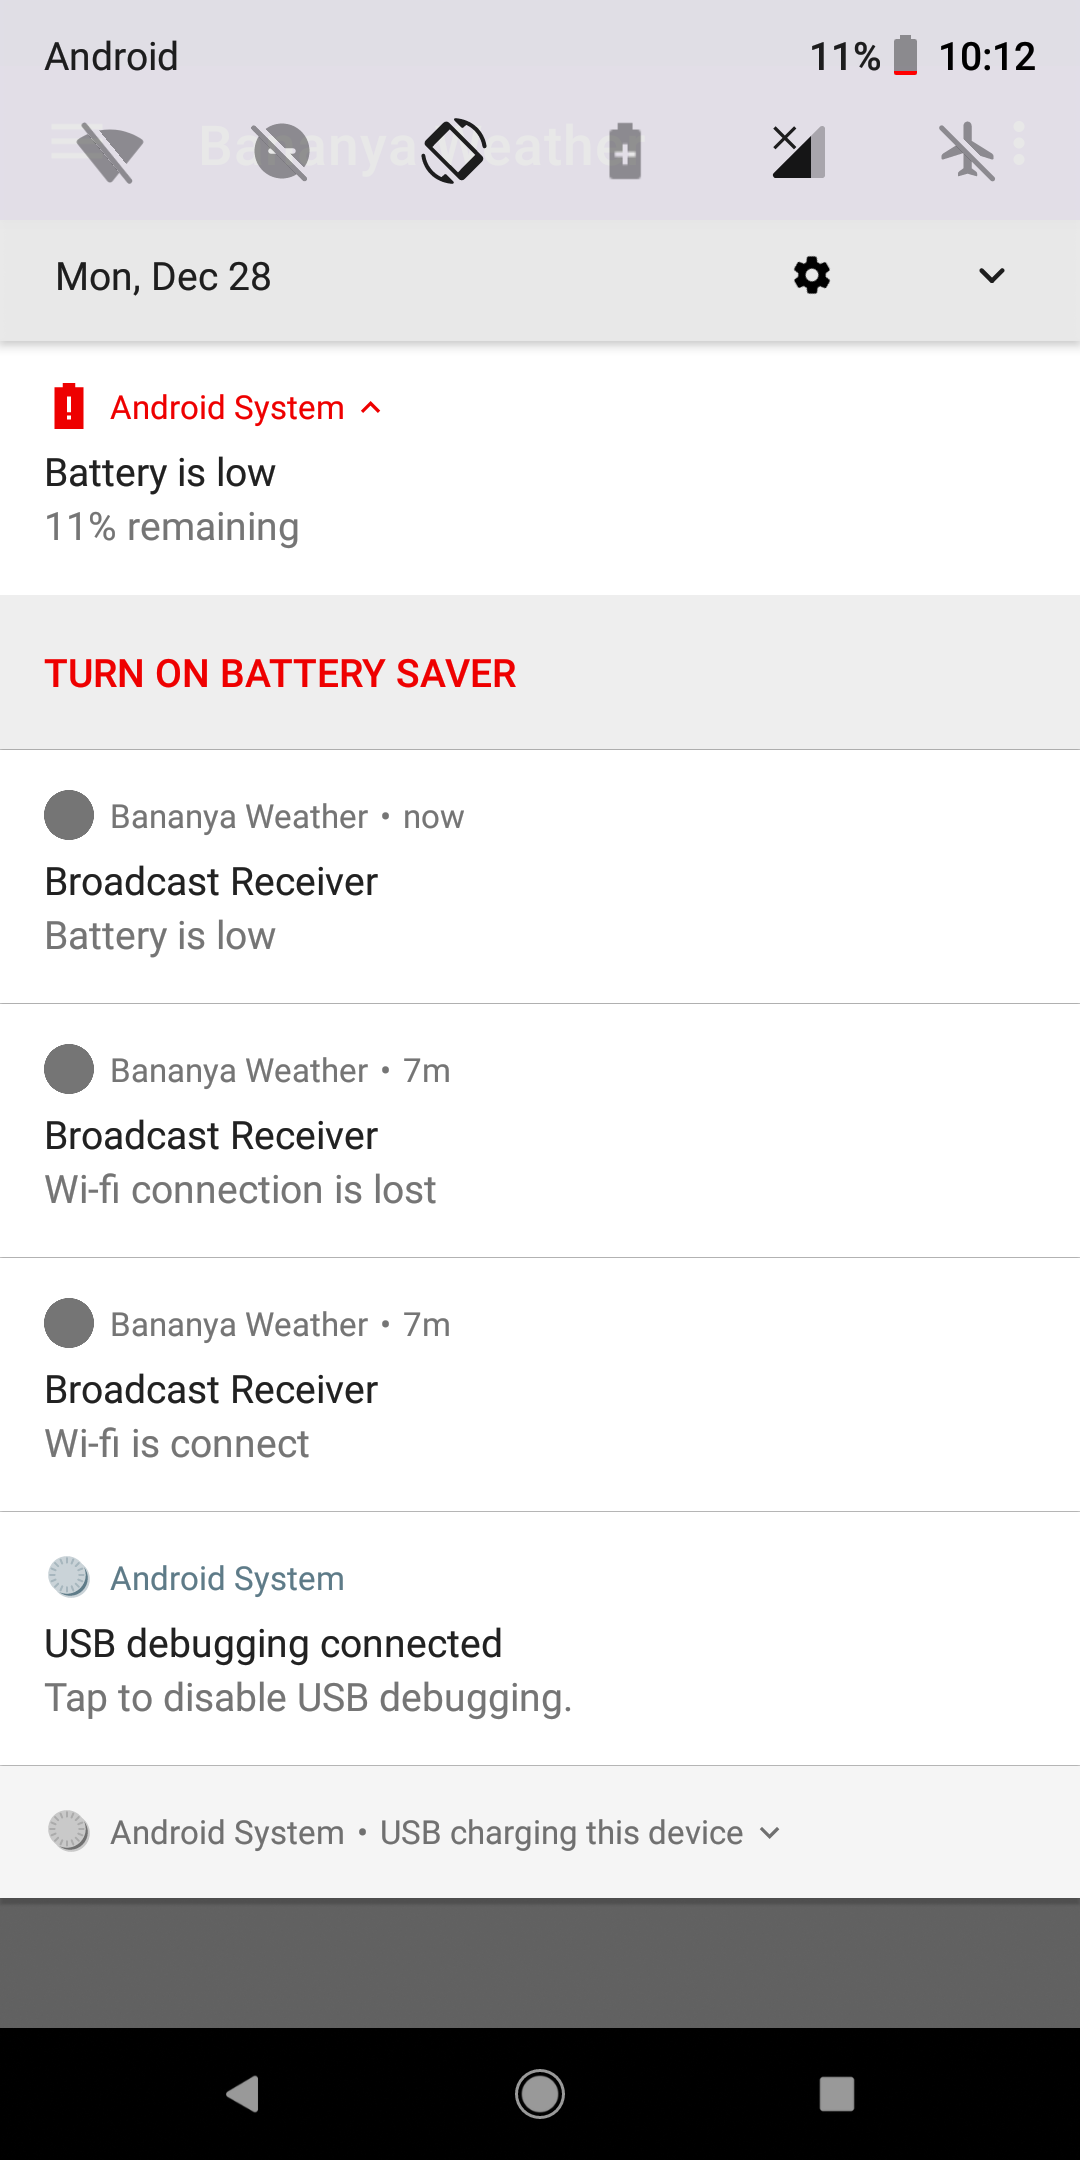 Android 11% 10:12
Bananya Weather
Mon, Dec 28
Android System
Battery is low
11% remaining
TURN ON BATTERY SAVER
Bananya Weather • now
Broadcast Receiver
Battery is low
Bananya Weather • 7m
Broadcast Receiver
Wi-fi connection is lost
Bananya Weather • 7m
Broadcast Receiver
Wi-fi is connect
Android System
USB debugging connected
Tap to disable USB debugging.
Android System • USB charging this device